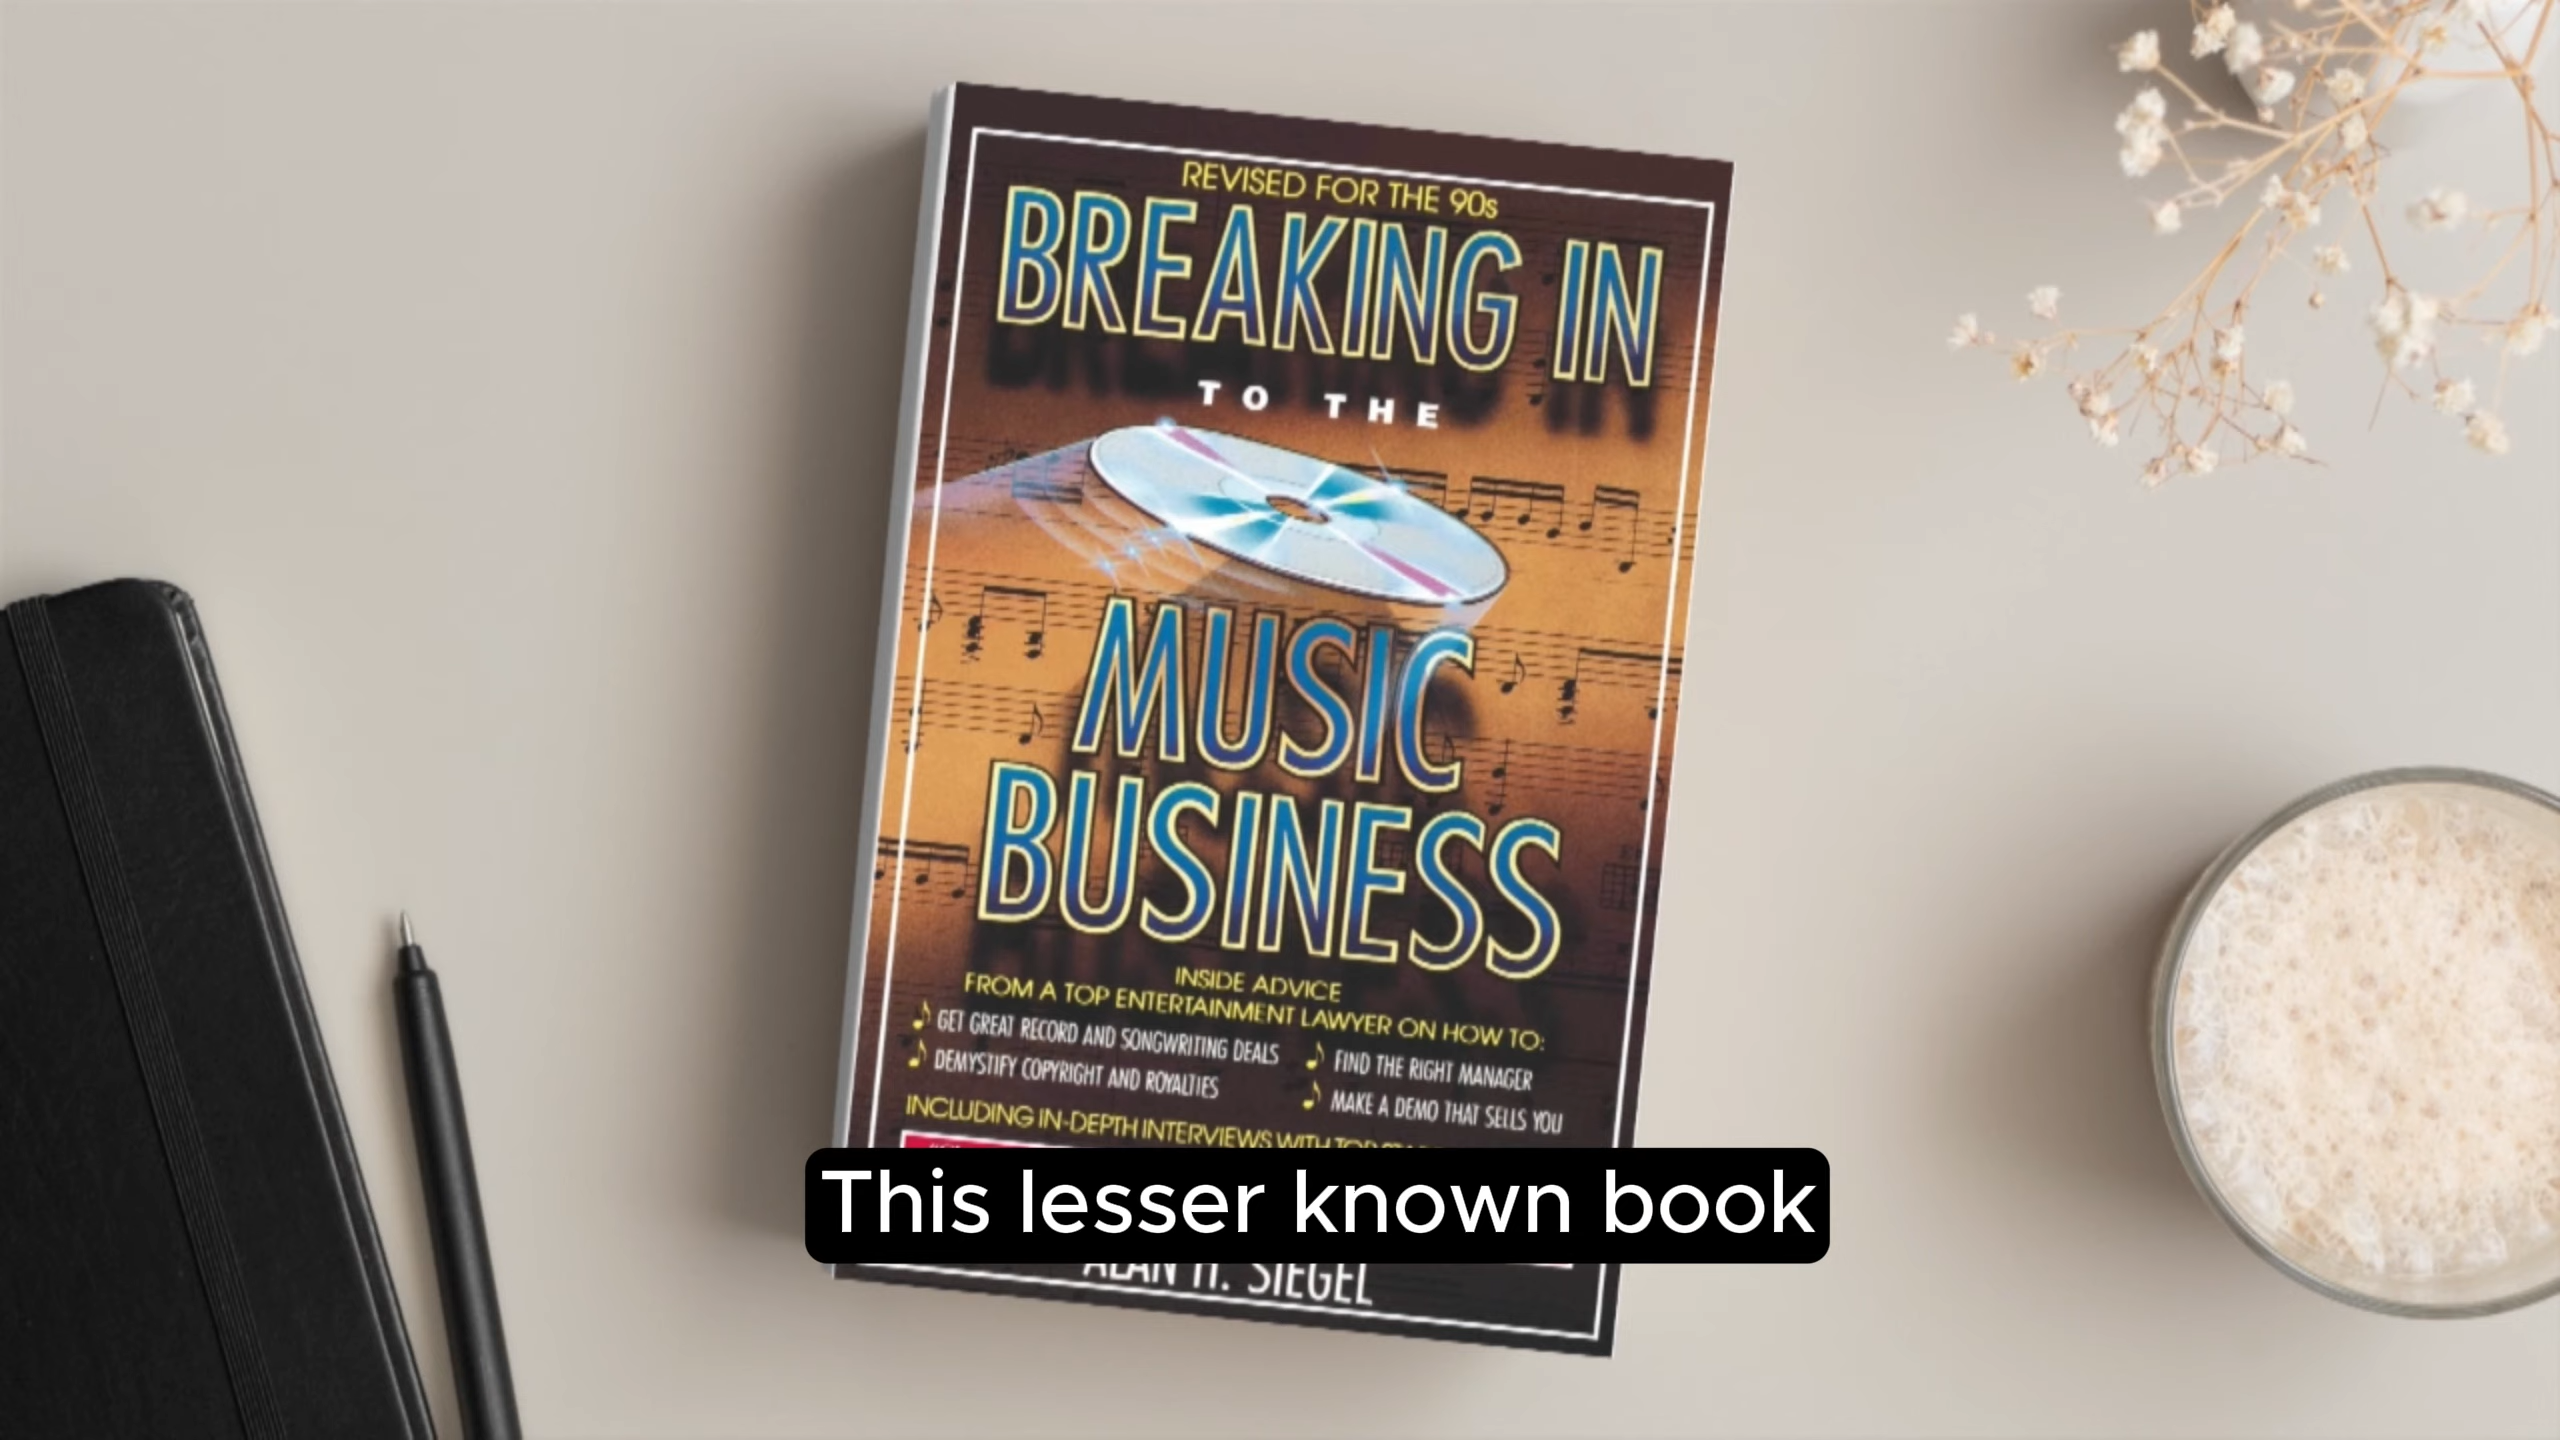 REVISED FOR THE 90s
BREAKING IN
TO THE
MUSIC
BUSINESS
INSIDE ADVICE
FROM A TOP ENTERTAINMENT LAWYER ON HOW TO:
GET GREAT RECORD AND SONGWRITING DEALS
DEMYSTIFY COPYRIGHT AND ROYALTIES
FIND THE RIGHT MANAGER
MAKE A DEMO THAT SELLS YOU
INCLUDING IN-DEPTH INTERVIEWS WITH TOP
This lesser known book
ALAN H. SIEGEL